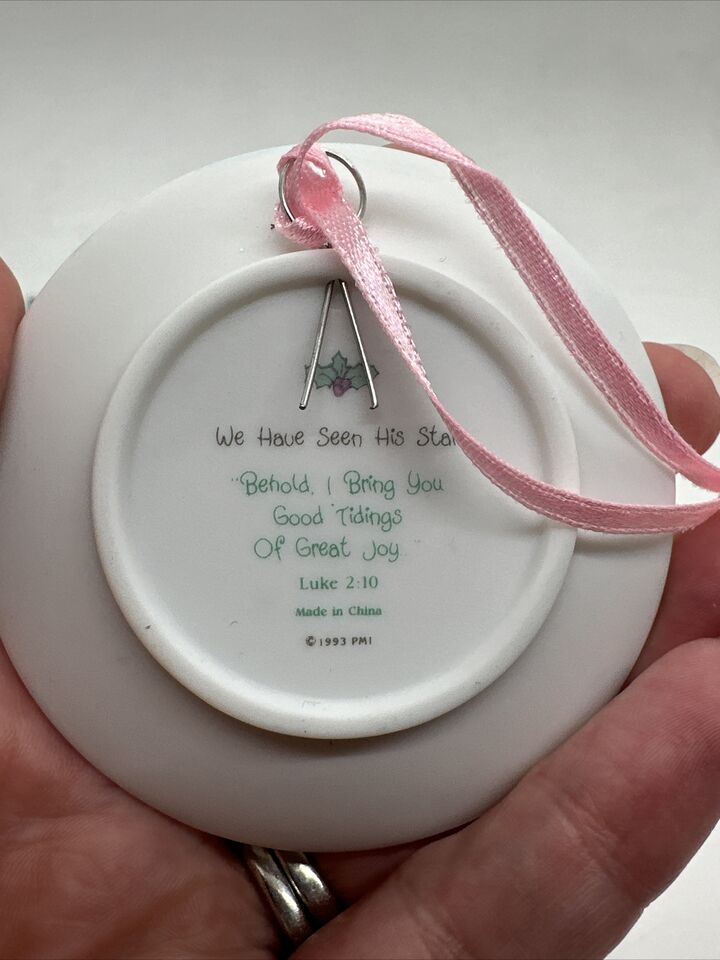 We Have Seen His Star
"Behold, I Bring You
Good Tidings
Of Great Joy."
Luke 2:10
Made in China
© 1993 PMI